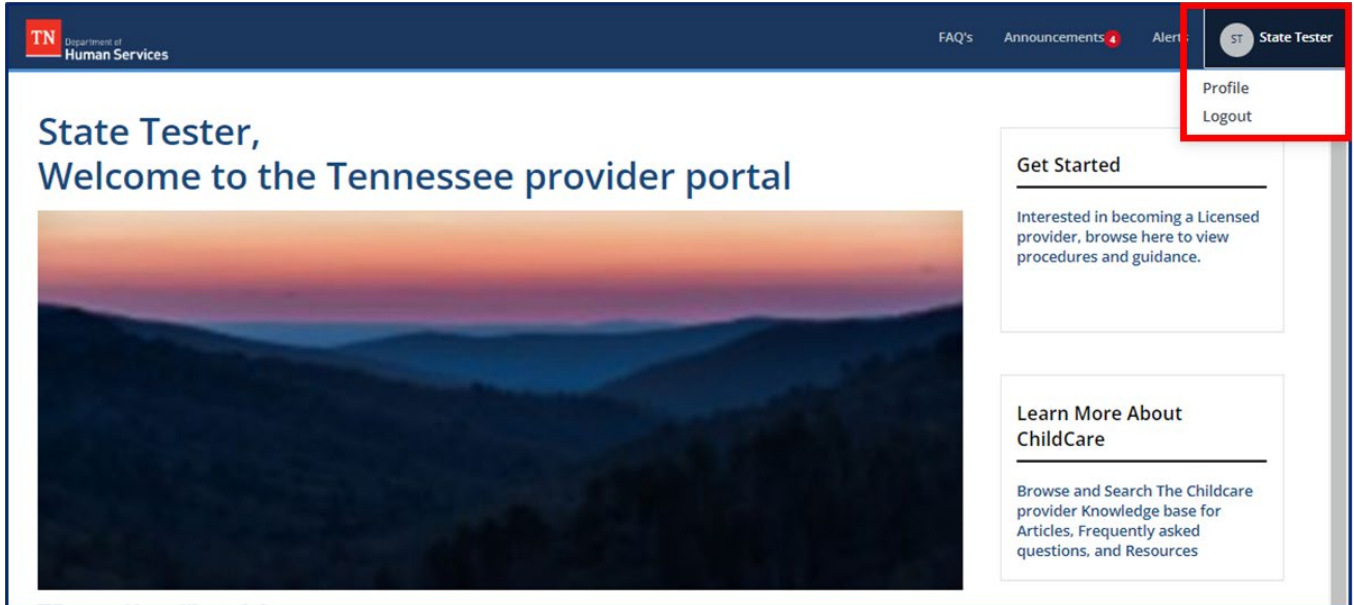 TN
Department of
Human Services
FAQ's
Announcements 4
ST
State Tester
Profile
Logout
State Tester,
Welcome to the Tennessee provider portal
Get Started
Interested in becoming a Licensed
provider, browse here to view
procedures and guidance.
Learn More About
ChildCare
Browse and Search The Childcare
provider Knowledge base for
Articles, Frequently asked
questions, and Resources